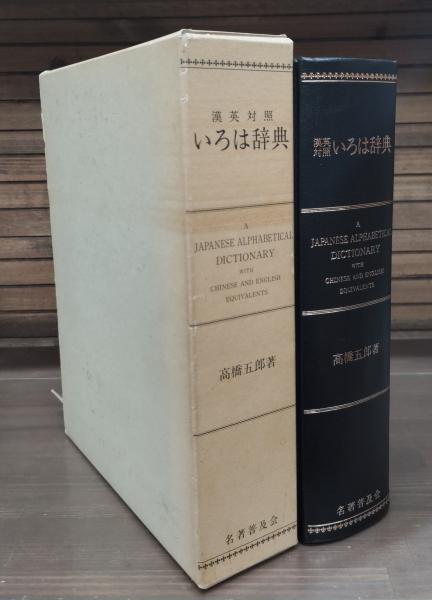 漢英対照
いろは辞典
A
JAPANESE ALPHABETICAL
DICTIONARY
WITH
CHINESE AND ENGLISH
EQUIVALENTS
高橋五郎著
名著普及会
漢英対照いろは辞典
A
JAPANESE ALPHABETICAL
DICTIONARY
WITH
CHINESE AND ENGLISH
EQUIVALENTS
高橋五郎著
名著普及会